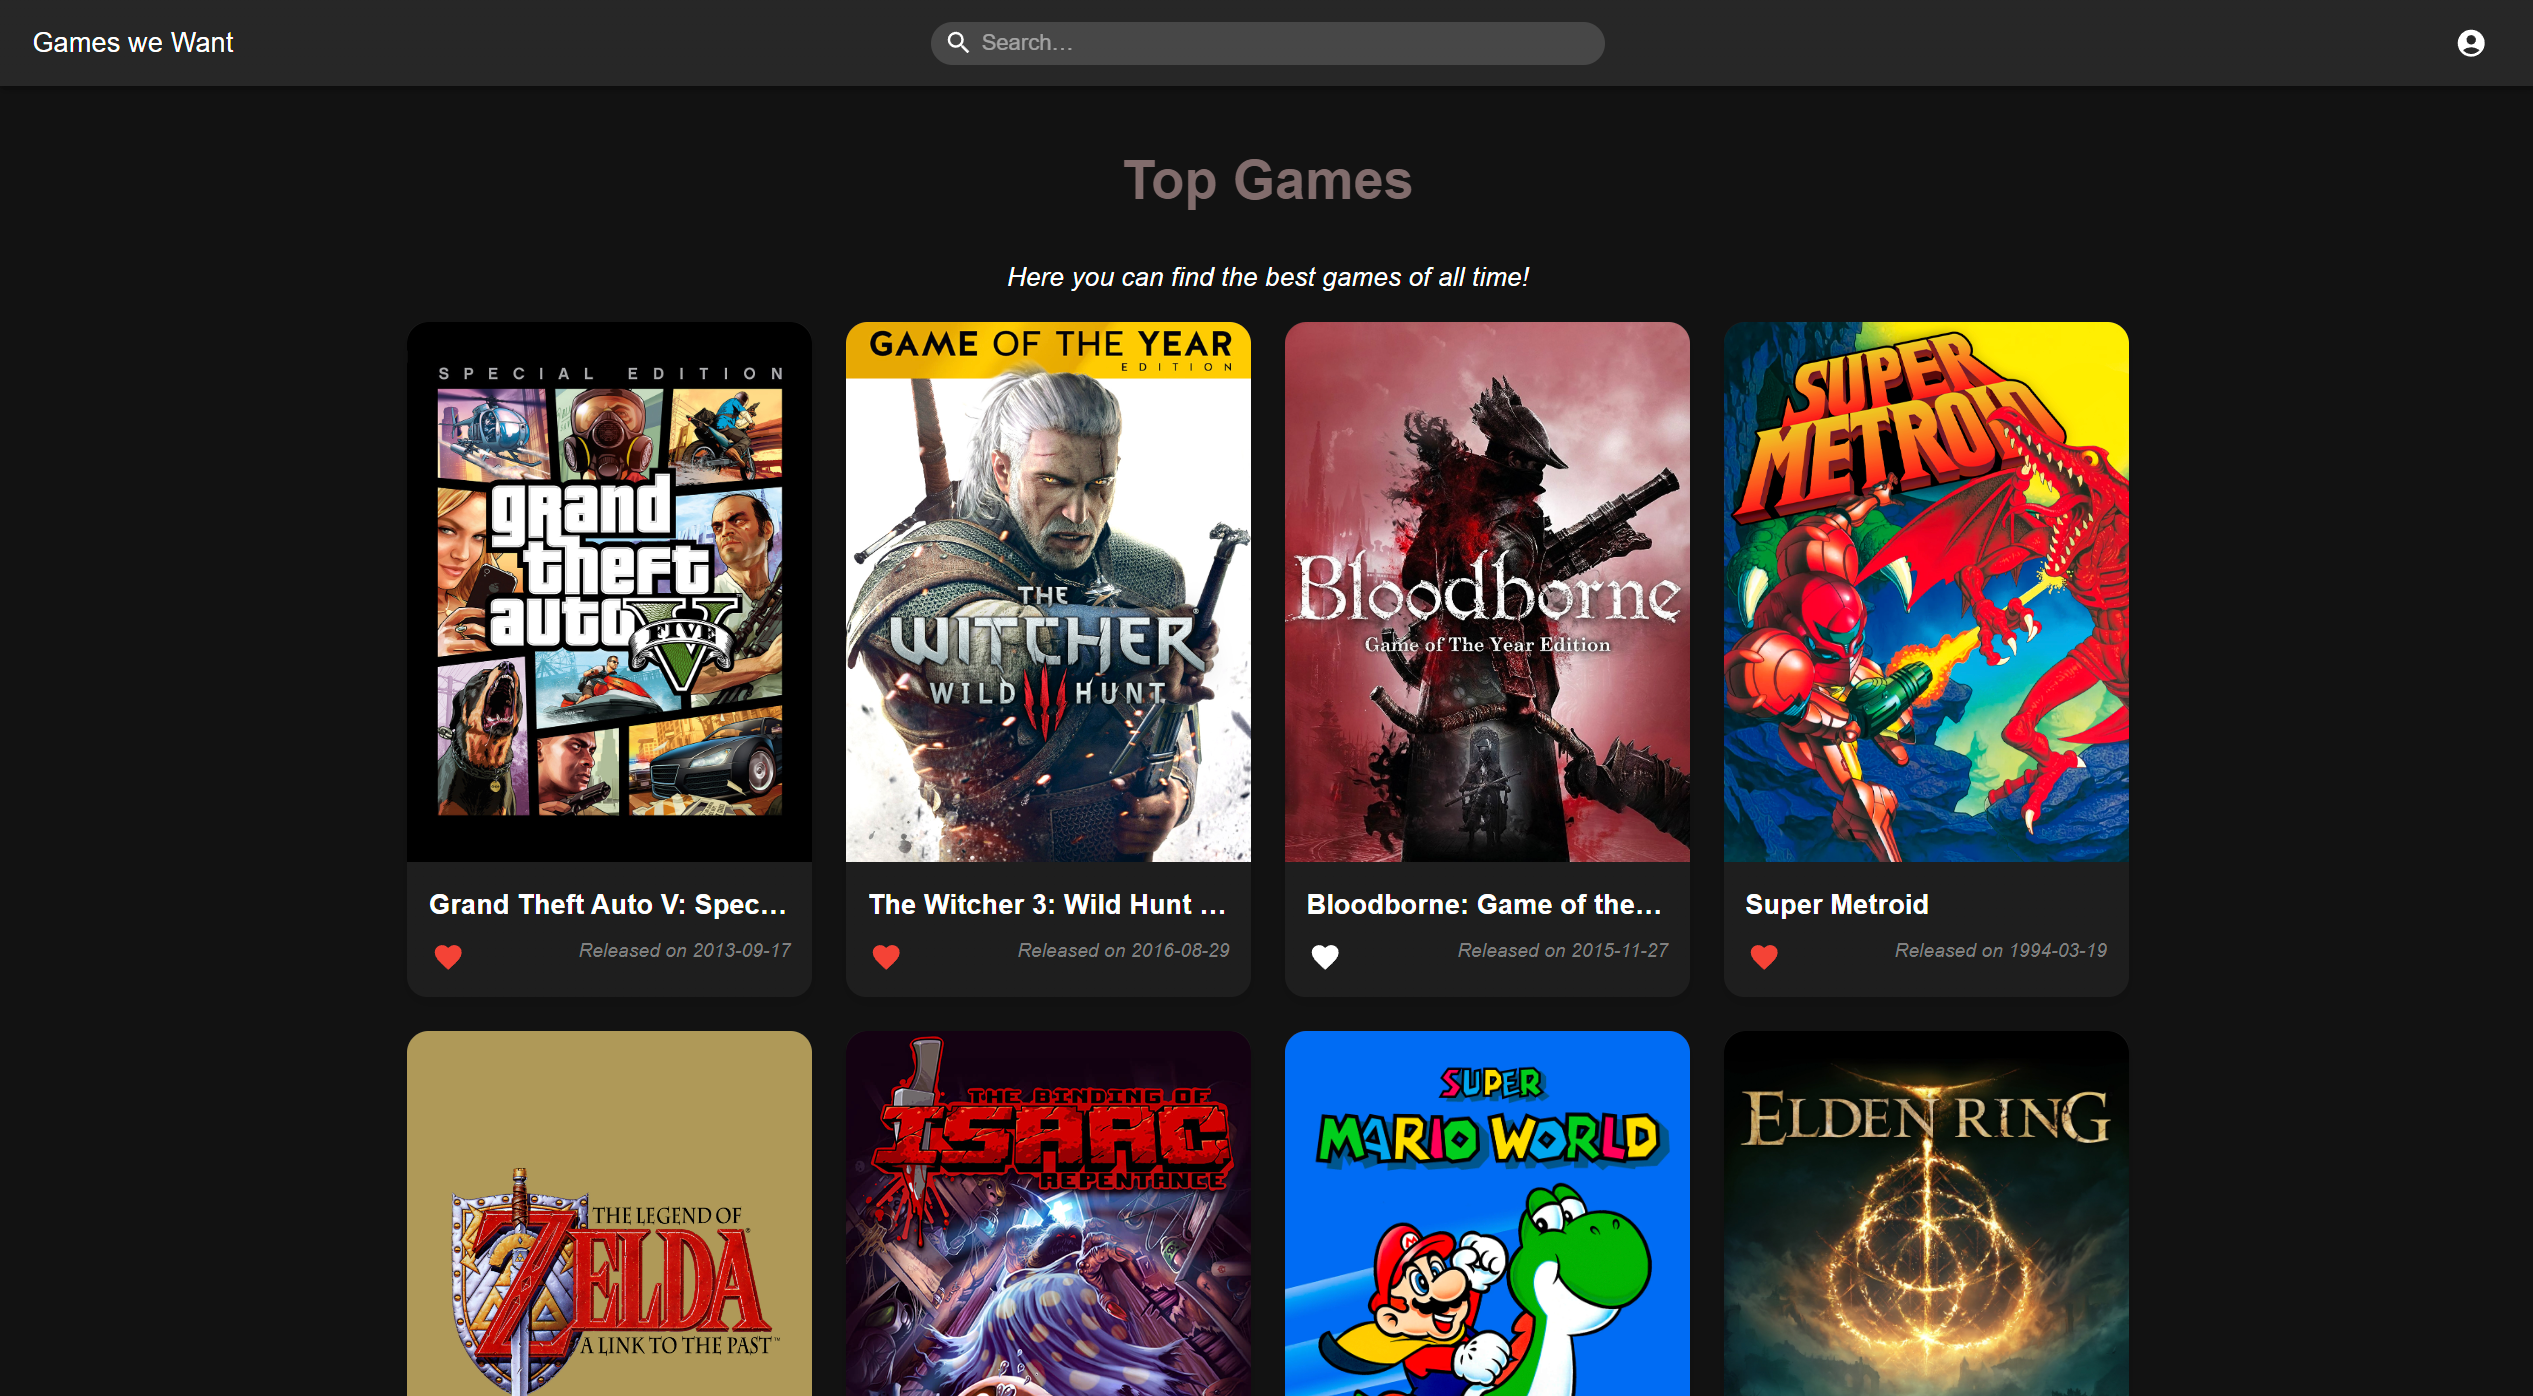 Games we Want
Search...
Top Games
Here you can find the best games of all time!
SPECIAL EDITION
grand
theft
auto V
FIVE
GAME OF THE YEAR
EDITION
THE
WITCHER
WILD HUNT
Bloodborne
Game of The Year Edition
SUPER
METROID
Grand Theft Auto V: Spec...
The Witcher 3: Wild Hunt ...
Bloodborne: Game of the...
Super Metroid
Released on 2013-09-17
Released on 2016-08-29
Released on 2015-11-27
Released on 1994-03-19
THE LEGEND OF
ZELDA
A LINK TO THE PAST™
THE BINDING OF
ISAAC
REPENTANCE
SUPER
MARIO WORLD
ELDEN RING